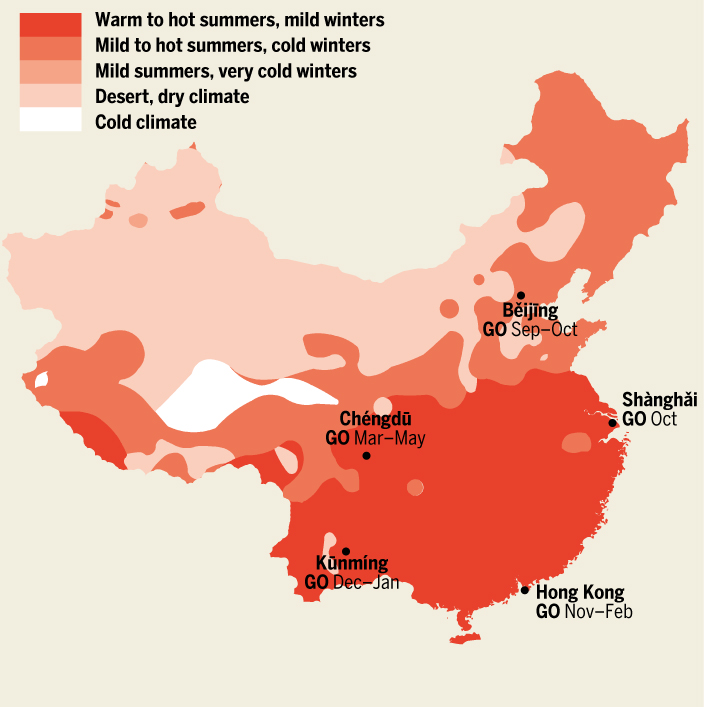 Warm to hot summers, mild winters
Mild to hot summers, cold winters
Mild summers, very cold winters
Desert, dry climate
Cold climate
Běijīng
GO Sep–Oct
Shànghǎi
GO Oct
Chéngdū
GO Mar–May
Kūnmíng
GO Dec–Jan
Hong Kong
GO Nov–Feb